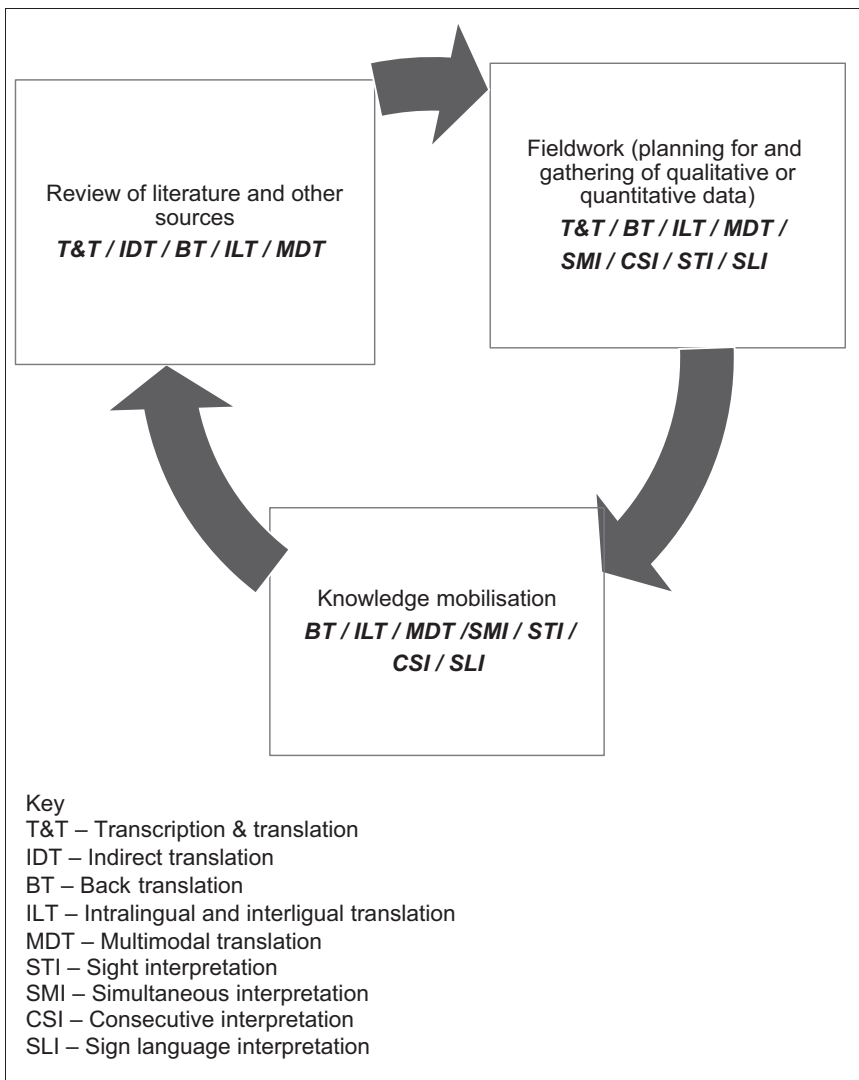 Review of literature and other
sources
T&T / IDT / BT / ILT / MDT
Fieldwork (planning for and
gathering of qualitative or
quantitative data)
T&T / BT / ILT / MDT /
SMI / CSI / STI / SLI
Knowledge mobilisation
BT / ILT / MDT /SMI / STI /
CSI / SLI
Key
T&T – Transcription & translation
IDT – Indirect translation
BT – Back translation
ILT – Intralingual and interligual translation
MDT – Multimodal translation
STI – Sight interpretation
SMI – Simultaneous interpretation
CSI – Consecutive interpretation
SLI – Sign language interpretation